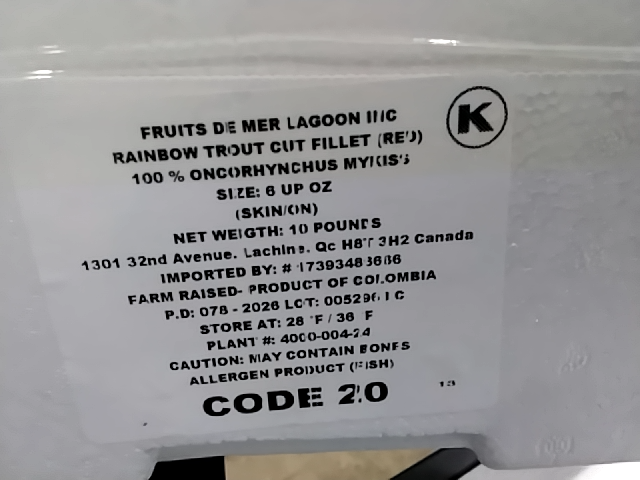 K
FRUITS DE MER LAGOON INC
RAINBOW TROUT CUT FILLET (RED)
100 % ONCORHYNCHUS MYKISS
SIZE: 6 UP OZ
(SKIN/ON)
NET WEIGTH: 10 POUNDS
1301 32nd Avenue. Lachine. Qc H8T 3H2 Canada
IMPORTED BY: #
FARM RAISED- PRODUCT OF COLOMBIA
P.D: 078 - 2026 LOT:
STORE AT: 28 °F / 36 °F
PLANT #: 4000-004-24
CAUTION: MAY CONTAIN BONES
ALLERGEN PRODUCT (FISH)
CODE